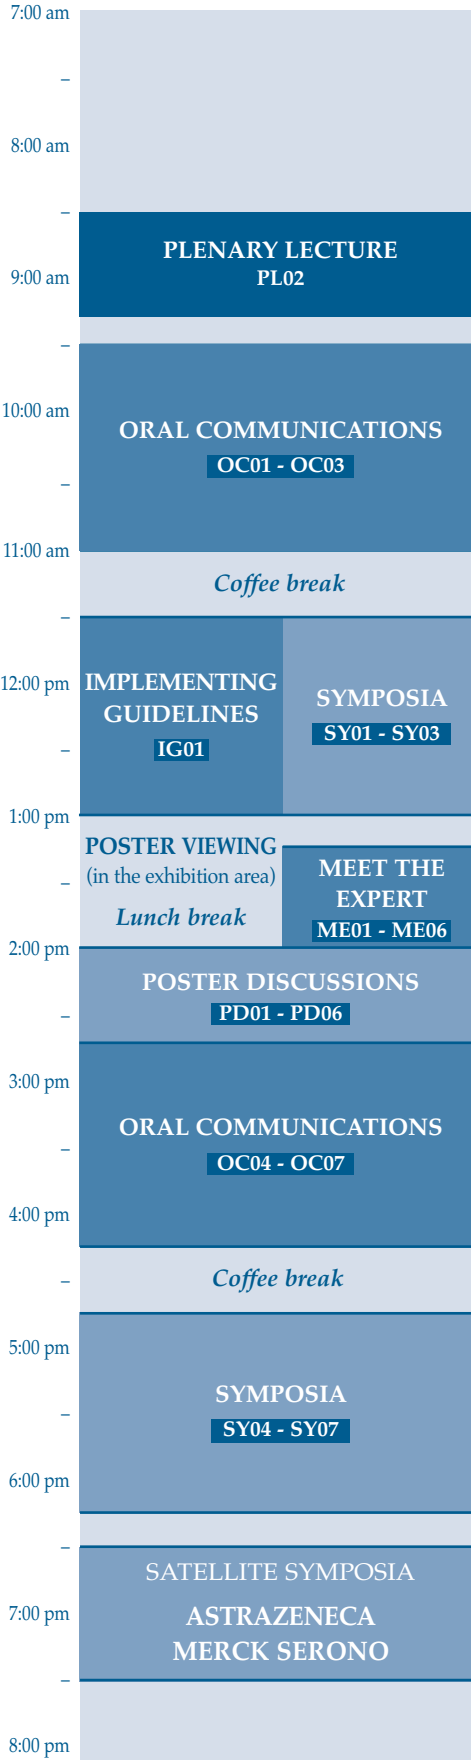 7:00 am
–
8:00 am
–
PLENARY LECTURE
9:00 am
PL02
–
10:00 am
ORAL COMMUNICATIONS
OC01 - OC03
–
11:00 am
Coffee break
–
12:00 pm
IMPLEMENTING
GUIDELINES
IG01
SYMPOSIA
SY01 - SY03
–
1:00 pm
POSTER VIEWING
(in the exhibition area)
Lunch break
MEET THE
EXPERT
ME01 - ME06
–
2:00 pm
POSTER DISCUSSIONS
PD01 - PD06
–
3:00 pm
ORAL COMMUNICATIONS
OC04 - OC07
–
4:00 pm
Coffee break
–
5:00 pm
SYMPOSIA
SY04 - SY07
–
6:00 pm
–
SATELLITE SYMPOSIA
7:00 pm
ASTRAZENECA
MERCK SERONO
–
8:00 pm